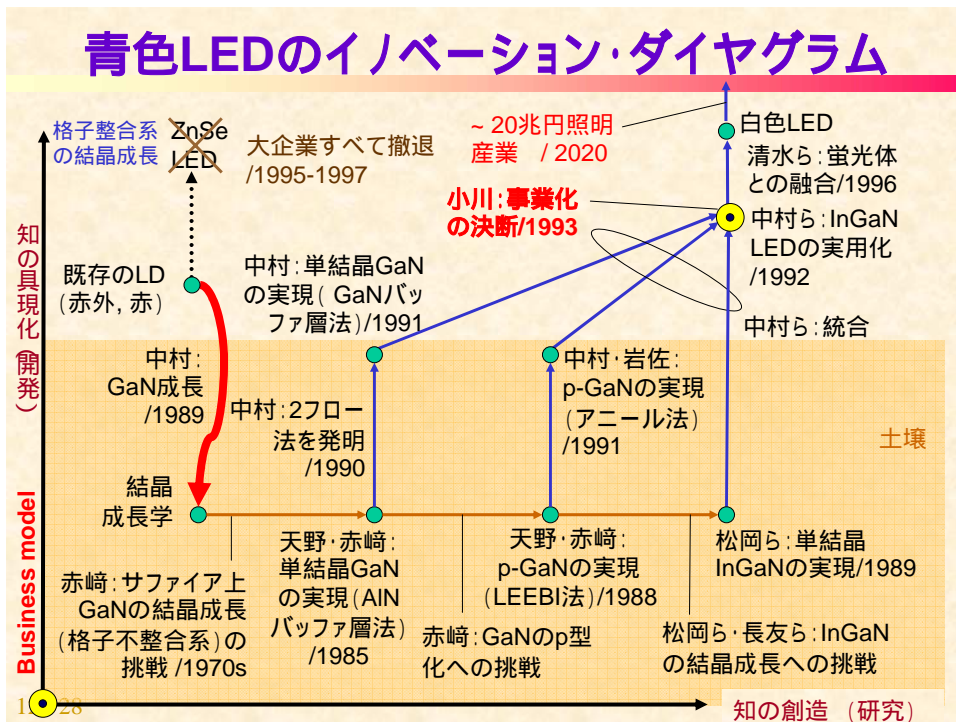 青色LEDのイノベーション・ダイヤグラム
格子整合系
の結晶成長
ZnSe
LED
大企業すべて撤退
/1995-1997
~ 20兆円照明
産業 / 2020
白色LED
清水ら:蛍光体
との融合/1996
小川:事業化
の決断/1993
中村ら:InGaN
LEDの実用化
/1992
知の具現化(開発)
既存のLD
(赤外, 赤)
中村:単結晶GaN
の実現( GaNバッ
ファ層法)/1991
中村ら:統合
中村:
GaN成長
/1989
中村:2フロー
法を発明
/1990
中村・岩佐:
p-GaNの実現
(アニール法)
/1991
土壌
Business model
結晶
成長学
赤﨑:サファイア上
GaNの結晶成長
(格子不整合系)の
挑戦 /1970s
天野・赤﨑:
単結晶GaN
の実現(AlN
バッファ層法)
/1985
天野・赤﨑:
p-GaNの実現
(LEEBI法)/1988
赤﨑:GaNのp型
化への挑戦
松岡ら:単結晶
InGaNの実現/1989
松岡ら・長友ら:InGaN
の結晶成長への挑戦
28
知の創造 (研究)